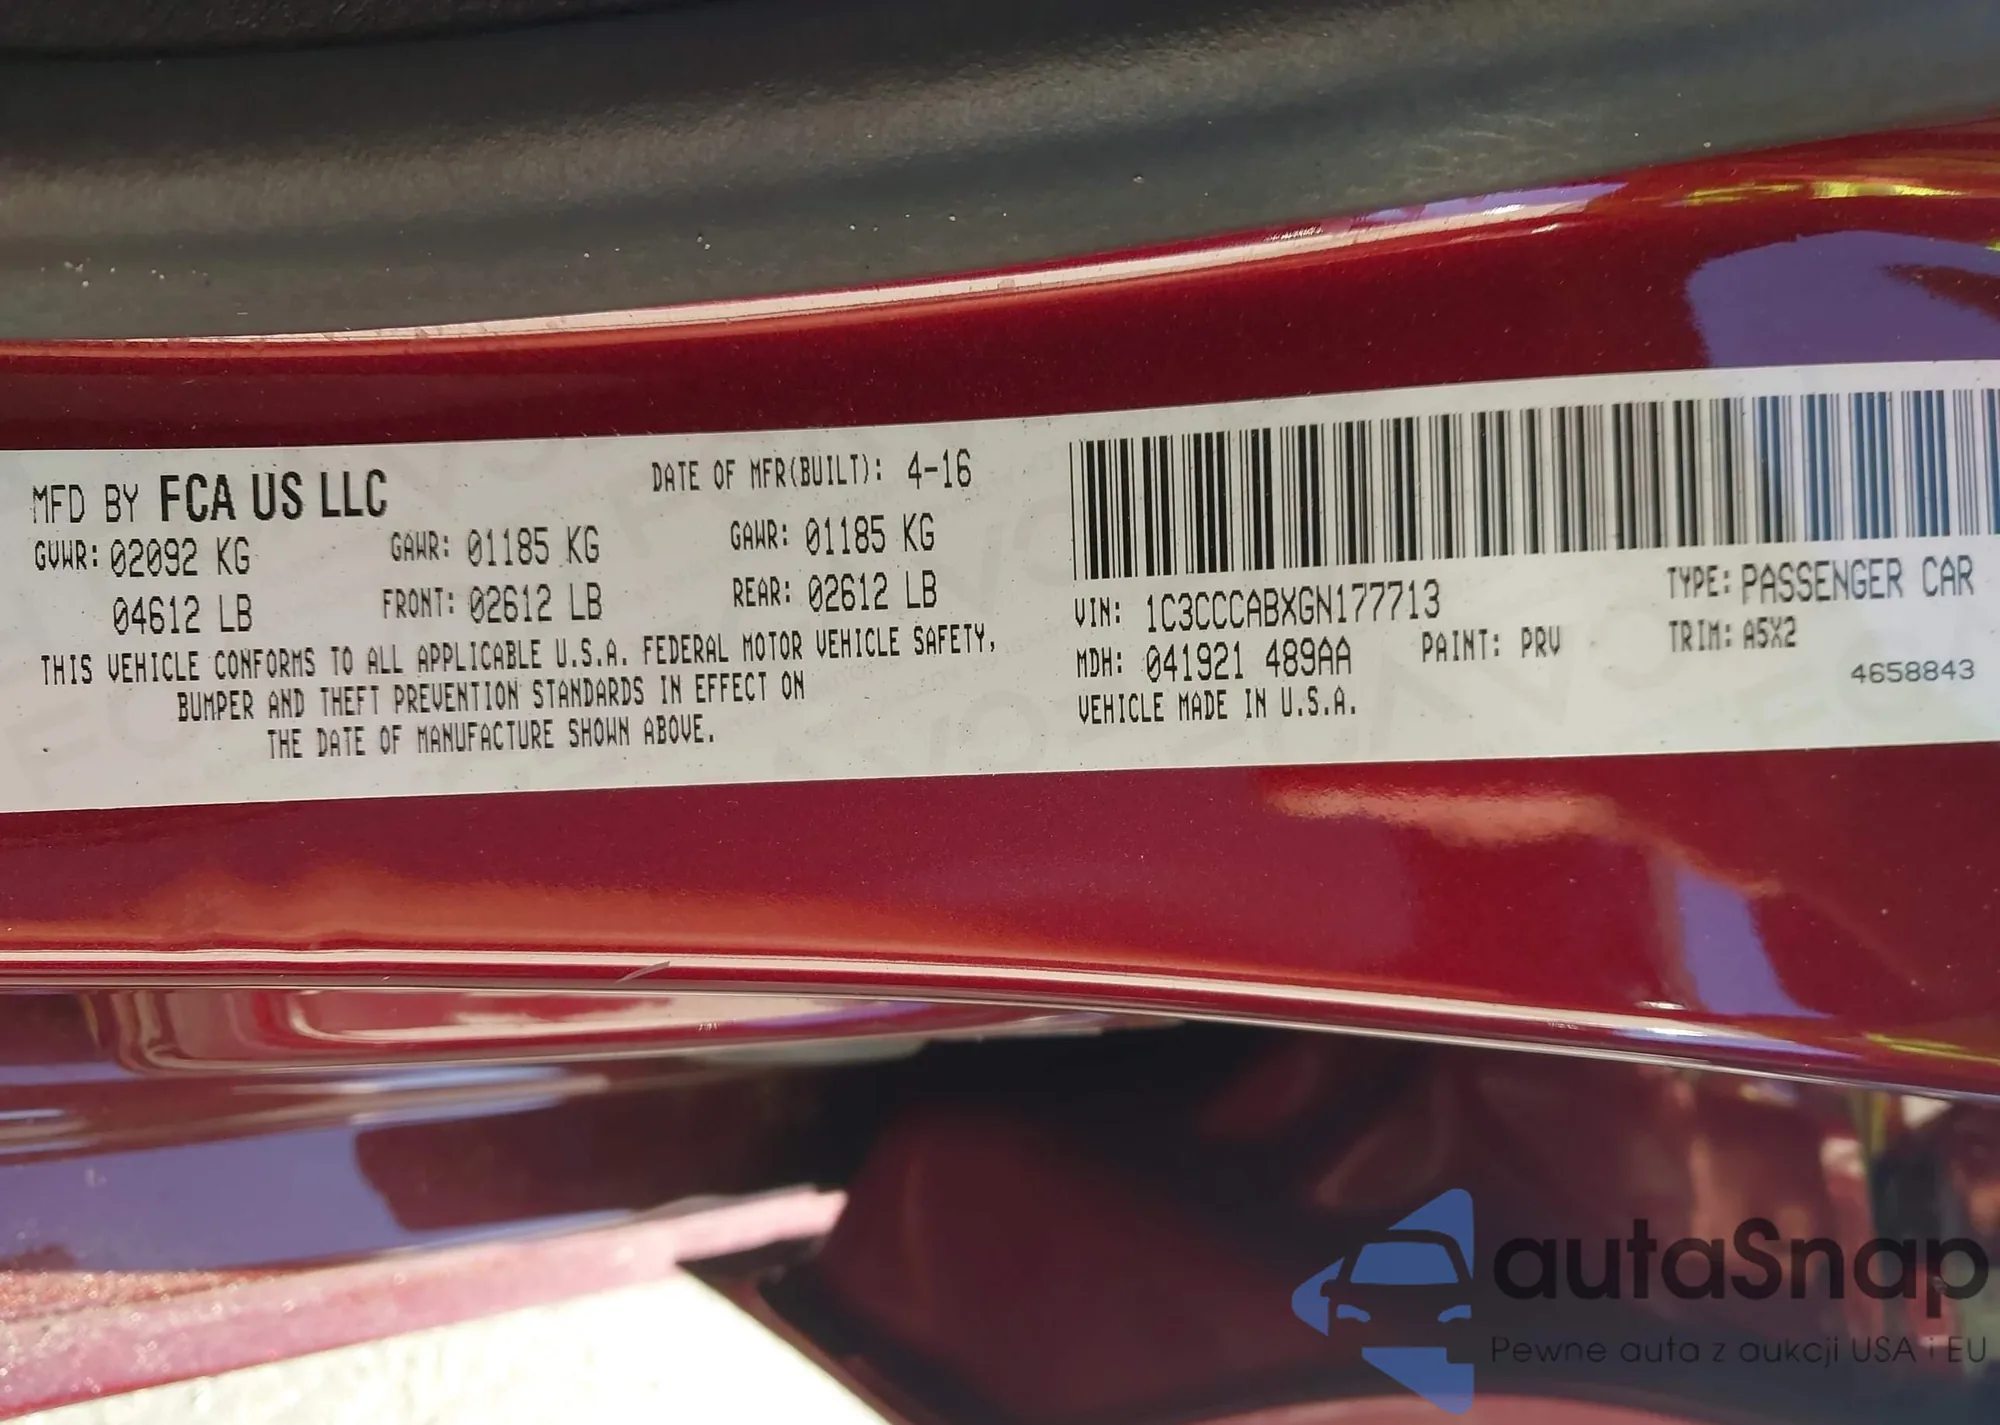 MFD BY FCA US LLC
DATE OF MFR(BUILT): 4-16
GVWR: 02092 KG GAWR: 01185 KG GAWR: 01185 KG
04612 LB FRONT: 02612 LB REAR: 02612 LB
THIS VEHICLE CONFORMS TO ALL APPLICABLE U.S.A. FEDERAL MOTOR VEHICLE SAFETY,
BUMPER AND THEFT PREVENTION STANDARDS IN EFFECT ON
THE DATE OF MANUFACTURE SHOWN ABOVE.
VIN: 1C3CCCABXGN177713 TYPE: PASSENGER CAR
MDH: 041921 489AA PAINT: PRV TRIM: A5X2
VEHICLE MADE IN U.S.A. 4658843
autaSnap
Pewne auta z aukcji USA i EU